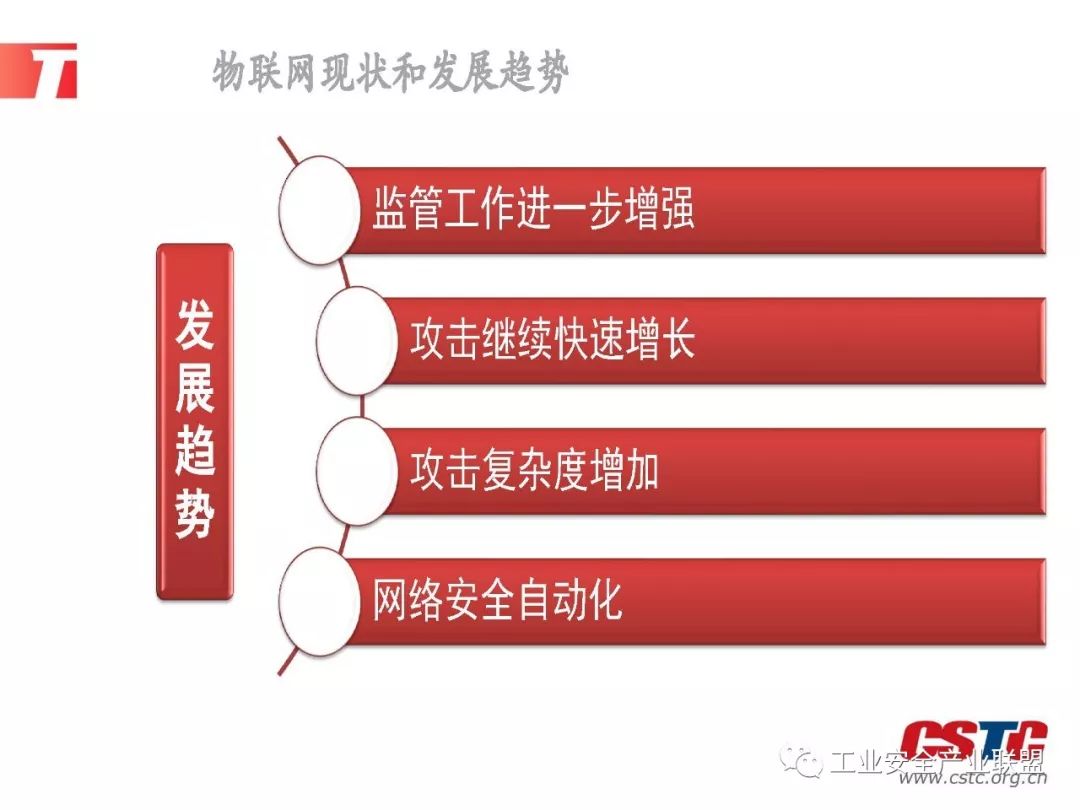 物联网现状和发展趋势
发展趋势
监管工作进一步增强
攻击继续快速增长
攻击复杂度增加
网络安全自动化
CSTC
工业安全产业联盟
www.cstc.org.cn